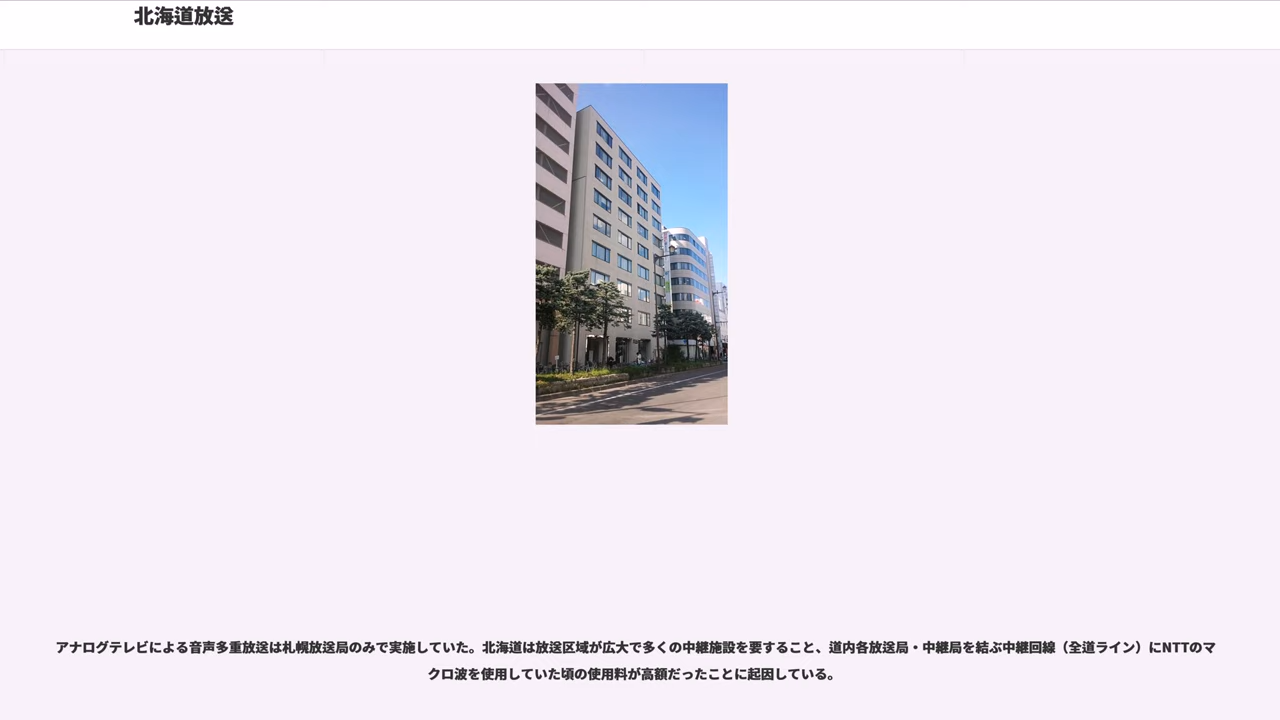 北海道放送
アナログテレビによる音声多重放送は札幌放送局のみで実施していた。北海道は放送区域が広大で多くの中継施設を要すること、道内各放送局・中継局を結ぶ中継回線（全道ライン）にNTTのマ
クロ波を使用していた頃の使用料が高額だったことに起因している。